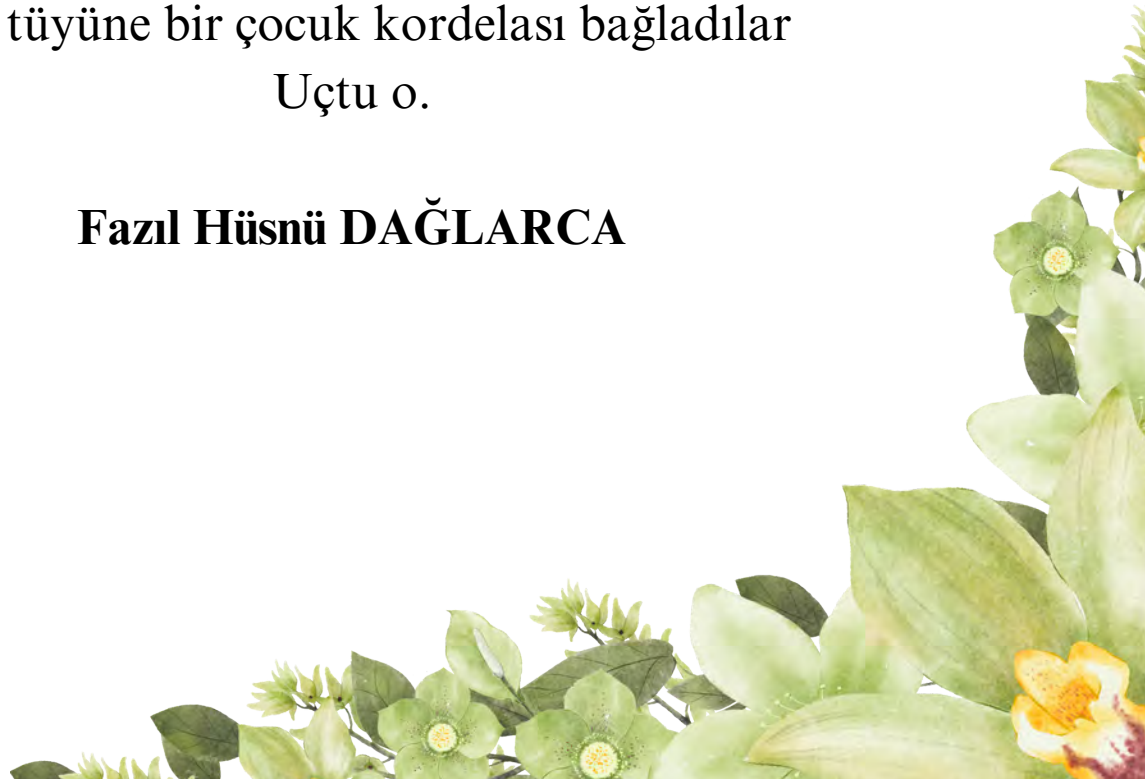 tüyüne bir çocuk kordelası bağladılar
Uçtu o.
Fazıl Hüsnü DAĞLARCA